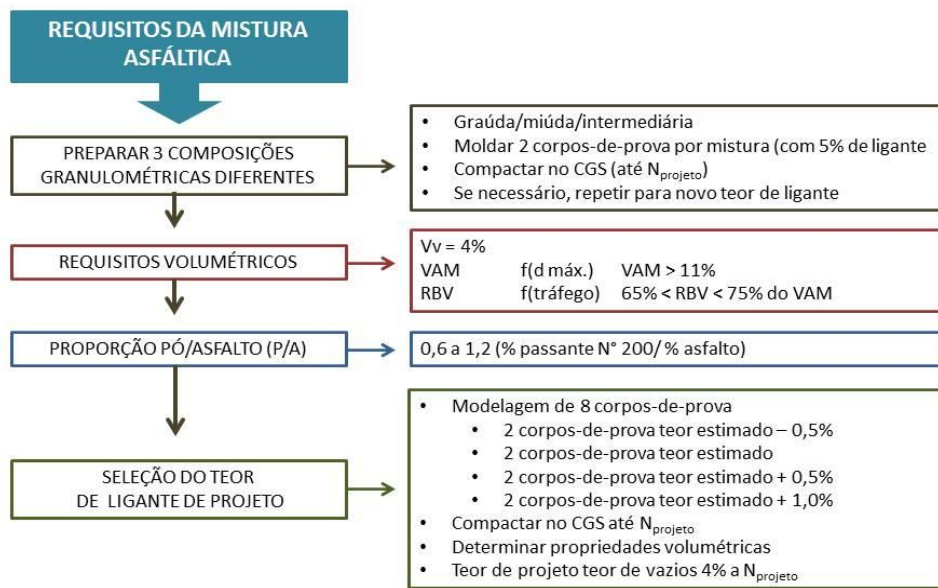 REQUISITOS DA MISTURA
ASFÁLTICA
PREPARAR 3 COMPOSIÇÕES
GRANULOMÉTRICAS DIFERENTES
• Graúda/miúda/intermediária
• Moldar 2 corpos-de-prova por mistura (com 5% de ligante
• Compactar no CGS (até Nprojeto)
• Se necessário, repetir para novo teor de ligante
REQUISITOS VOLUMÉTRICOS
Vv = 4%
VAM f(d máx.) VAM > 11%
RBV f(tráfego) 65% < RBV < 75% do VAM
PROPORÇÃO PÓ/ASFALTO (P/A)
0,6 a 1,2 (% passante N° 200/ % asfalto)
SELEÇÃO DO TEOR
DE LIGANTE DE PROJETO
• Modelagem de 8 corpos-de-prova
• 2 corpos-de-prova teor estimado – 0,5%
• 2 corpos-de-prova teor estimado
• 2 corpos-de-prova teor estimado + 0,5%
• 2 corpos-de-prova teor estimado + 1,0%
• Compactar no CGS até Nprojeto
• Determinar propriedades volumétricas
• Teor de projeto teor de vazios 4% a Nprojeto